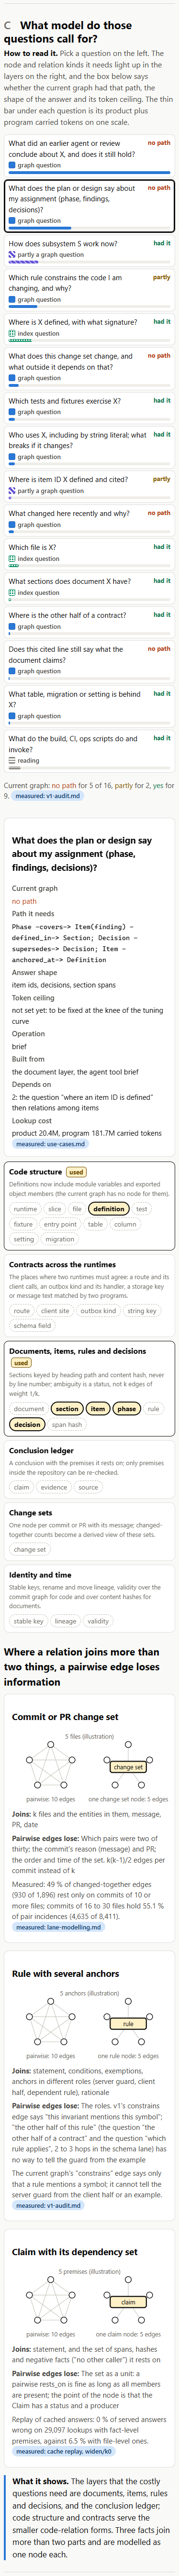 C What model do those
questions call for?
How to read it. Pick a question on the left. The
node and relation kinds it needs light up in the
layers on the right, and the box below says
whether the current graph had that path, the
shape of the answer and its token ceiling. The thin
bar under each question is its product plus
program carried tokens on one scale.
What did an earlier agent or review no path
conclude about X, and does it still hold?
graph question
What does the plan or design say about no path
my assignment (phase, findings,
decisions)?
graph question
How does subsystem S work now? had it
partly a graph question
Which rule constrains the code I am partly
changing, and why?
graph question
Where is X defined, with what signature? had it
index question
What does this change set change, and no path
what outside it depends on that?
graph question
Which tests and fixtures exercise X? had it
graph question
Who uses X, including by string literal; what had it
breaks if it changes?
graph question
Where is item ID X defined and cited? partly
partly a graph question
What changed here recently and why? no path
graph question
Which file is X? had it
index question
What sections does document X have? had it
index question
Where is the other half of a contract? had it
graph question
Does this cited line still say what the no path
document claims?
graph question
What table, migration or setting is behind had it
X?
graph question
What do the build, CI, ops scripts do and had it
invoke?
reading
Current graph: no path for 5 of 16, partly for 2, yes for
9. measured: v1-audit.md
What does the plan or design say
about my assignment (phase,
findings, decisions)?
Current graph
no path
Path it needs
Phase —covers—> Item(finding) —
defined_in—> Section; Decision —
supersedes—> Decision; Item —
anchored_at—> Definition
Answer shape
item ids, decisions, section spans
Token ceiling
not set yet: to be fixed at the knee of the tuning
curve
Operation
brief
Built from
the document layer, the agent tool brief
Depends on
2: the question "where an item ID is defined"
then relations among items
Lookup cost
product 20.4M, program 181.7M carried tokens
measured: use-cases.md
Code structure used
Definitions now include module variables and exported
object members (the current graph has no node for them).
runtime slice file definition test
fixture entry point table column
setting migration
Contracts across the runtimes
The places where two runtimes must agree: a route and its
client calls, an outbox kind and its handler, a storage key or
message text matched by two programs.
route client site outbox kind string key
schema field
Documents, items, rules and decisions
used
Sections keyed by heading path and content hash, never
by line number; ambiguity is a status, not k edges of
weight 1/k.
document section item phase rule
decision span hash
Conclusion ledger
A conclusion with the premises it rests on; only premises
inside the repository can be re-checked.
claim evidence source
Change sets
One node per commit or PR with its message; changed-
together counts become a derived view of these sets.
change set
Identity and time
Stable keys, rename and move lineage, validity over the
commit graph for code and over content hashes for
documents.
stable key lineage validity
Where a relation joins more than
two things, a pairwise edge loses
information
Commit or PR change set
5 files (illustration)
change set
pairwise: 10 edges one change set node: 5 edges
Joins: k files and the entities in them, message,
PR, date
Pairwise edges lose: Which pairs were two of
thirty; the commit's reason (message) and PR;
the order and time of the set. k(k-1)/2 edges per
commit instead of k
Measured: 49 % of changed-together edges
(930 of 1,896) rest only on commits of 10 or
more files; commits of 16 to 30 files hold 55.1 %
of pair incidences (4,635 of 8,411).
measured: lane-modelling.md
Rule with several anchors
5 anchors (illustration)
rule
pairwise: 10 edges one rule node: 5 edges
Joins: statement, conditions, exemptions,
anchors in different roles (server guard, client
half, dependent rule), rationale
Pairwise edges lose: The roles. v1's constrains
edge says "this invariant mentions this symbol";
"the other half of this rule" (the question "the
other half of a contract" and the question "which
rule applies", 2 to 3 hops in the schema lane) has
no way to tell the guard from the example
The current graph's "constrains" edge says only
that a rule mentions a symbol; it cannot tell the
server guard from the client half or an example.
measured: v1-audit.md
Claim with its dependency set
5 premises (illustration)
claim
pairwise: 10 edges one claim node: 5 edges
Joins: statement, and the set of spans, hashes
and negative facts ("no other caller") it rests on
Pairwise edges lose: The set as a unit: a
pairwise rests_on is fine as long as all members
are present; the point of the node is that the
Claim has a status and a producer
Replay of cached answers: 0 % of served answers
wrong on 29,097 lookups with fact-level
premises, against 6.5 % with file-level ones.
measured: cache replay, widen/k0
What it shows. The layers that the costly
questions need are documents, items, rules
and decisions, and the conclusion ledger;
code structure and contracts serve the
smaller code-relation forms. Three facts join
more than two parts and are modelled as
one node each.